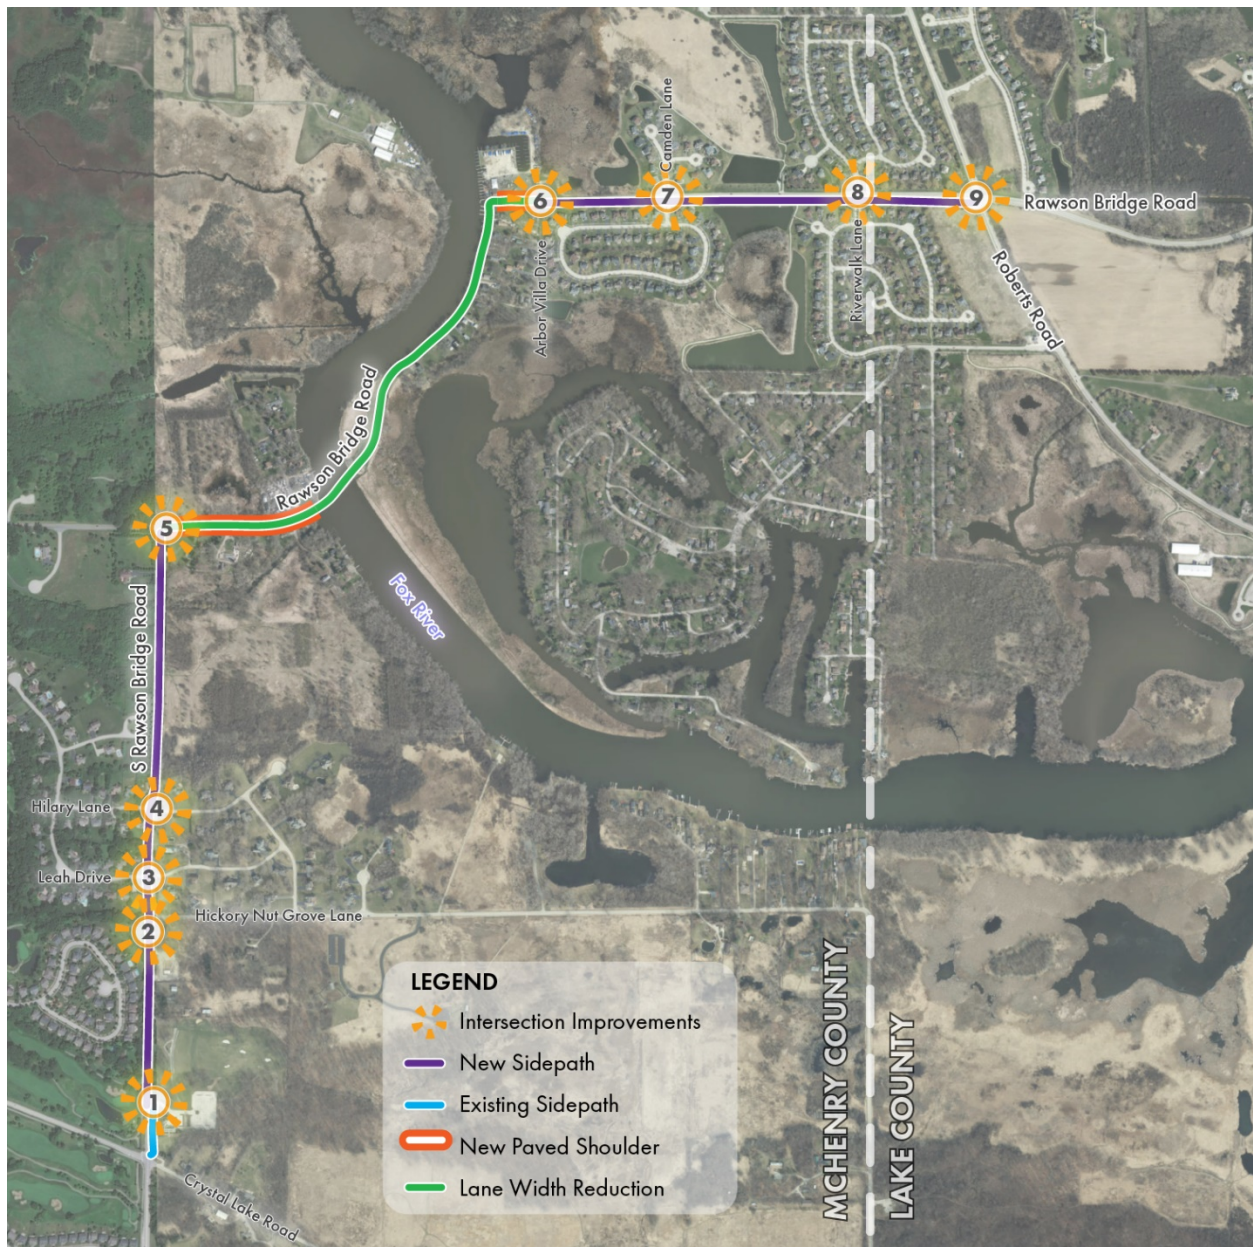 Camden Lane
6
7
8
9
Rawson Bridge Road
Arbor Villa Drive
Riverwalk Lane
Roberts Road
Rawson Bridge Road
5
Fox River
S Rawson Bridge Road
Hilary Lane
4
Leah Drive
3
Hickory Nut Grove Lane
2
1
Crystal Lake Road
LEGEND
Intersection Improvements
New Sidepath
Existing Sidepath
New Paved Shoulder
Lane Width Reduction
MCHENRY COUNTY
LAKE COUNTY